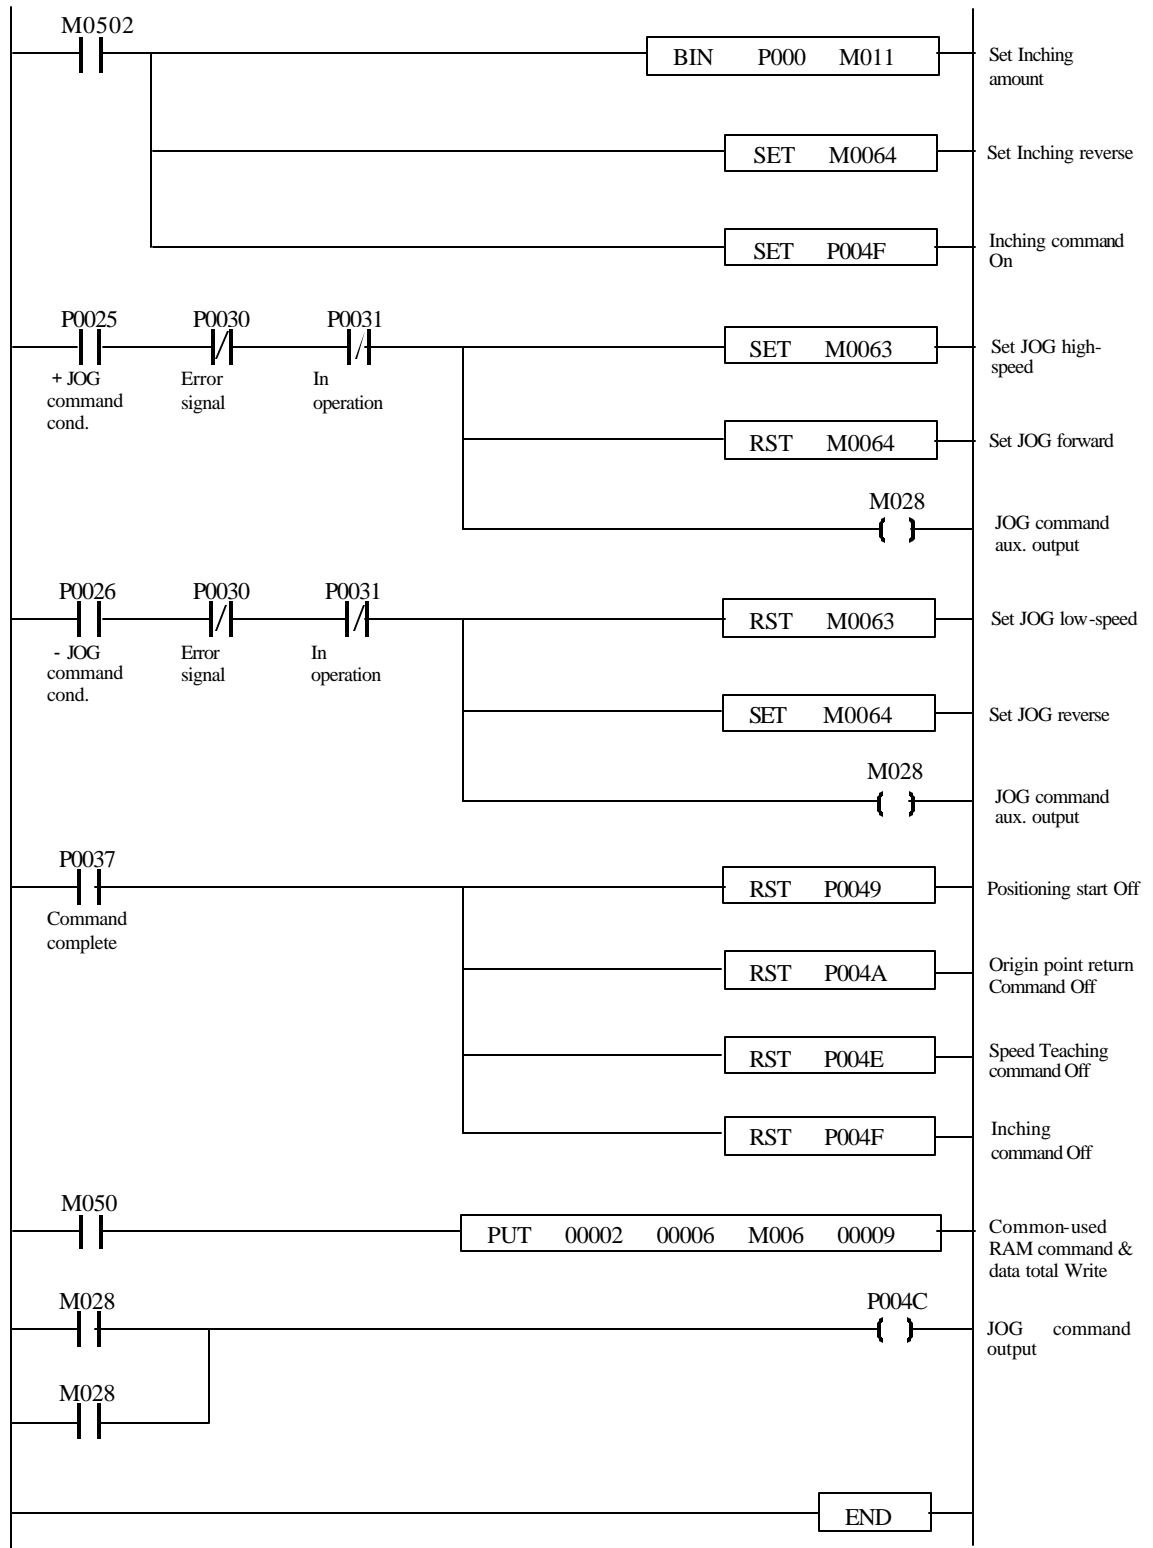 M0502
BIN P000 M011
Set Inching
amount
SET M0064
Set Inching reverse
SET P004F
Inching command
On
P0025 P0030 P0031
SET M0063
Set JOG high-
speed
+ JOG
command
cond.
Error
signal
In
operation
RST M0064
Set JOG forward
M028
JOG command
aux. output
P0026 P0030 P0031
RST M0063
Set JOG low-speed
- JOG
command
cond.
Error
signal
In
operation
SET M0064
Set JOG reverse
M028
JOG command
aux. output
P0037
RST P0049
Positioning start Off
Command
complete
RST P004A
Origin point return
Command Off
RST P004E
Speed Teaching
command Off
RST P004F
Inching
command Off
M050
PUT 00002 00006 M006 00009
Common-used
RAM command &
data total Write
M028
P004C
JOG command
output
M028
END